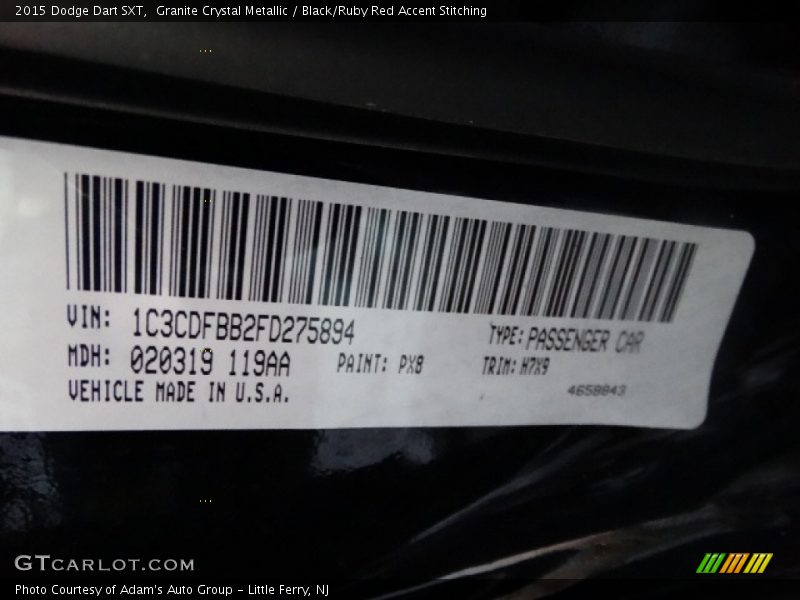 2015 Dodge Dart SXT, Granite Crystal Metallic / Black/Ruby Red Accent Stitching
VIN: 1C3CDFBB2FD275894 TYPE: PASSENGER CAR
MDH: 020319 119AA PAINT: PX8 TRIM: H7X9
VEHICLE MADE IN U.S.A. 4658843
GTCARLOT.COM
Photo Courtesy of Adam's Auto Group - Little Ferry, NJ